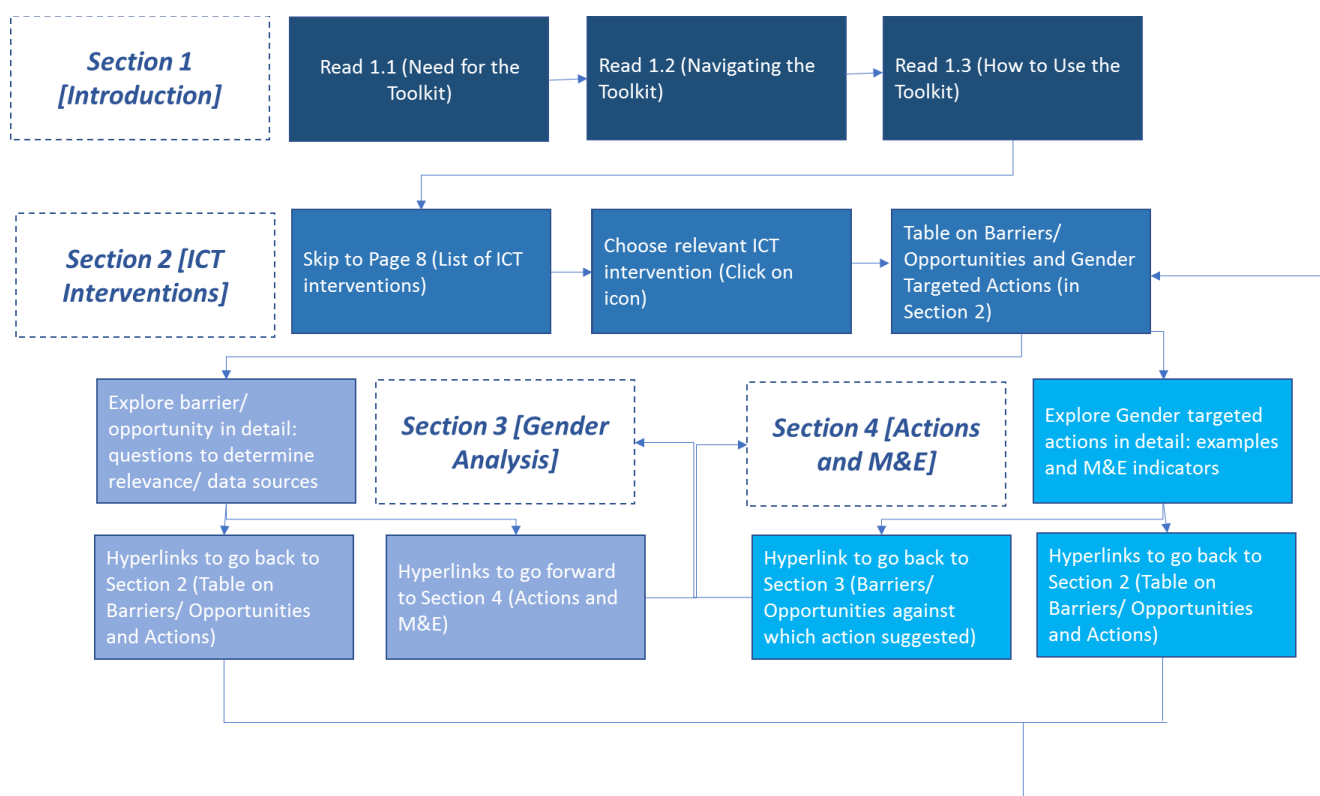 Section 1
[Introduction]
Read 1.1 (Need for the
Toolkit)
Read 1.2 (Navigating the
Toolkit)
Read 1.3 (How to Use the
Toolkit)
Section 2 [ICT
Interventions]
Skip to Page 8 (List of ICT
interventions)
Choose relevant ICT
intervention (Click on
icon)
Table on Barriers/
Opportunities and Gender
Targeted Actions (in
Section 2)
Explore barrier/
opportunity in detail:
questions to determine
relevance/ data sources
Section 3 [Gender
Analysis]
Section 4 [Actions
and M&E]
Explore Gender targeted
actions in detail: examples
and M&E indicators
Hyperlinks to go back to
Section 2 (Table on
Barriers/ Opportunities
and Actions)
Hyperlinks to go forward
to Section 4 (Actions and
M&E)
Hyperlink to go back to
Section 3 (Barriers/
Opportunities against
which action suggested)
Hyperlinks to go back to
Section 2 (Table on
Barriers/ Opportunities
and Actions)